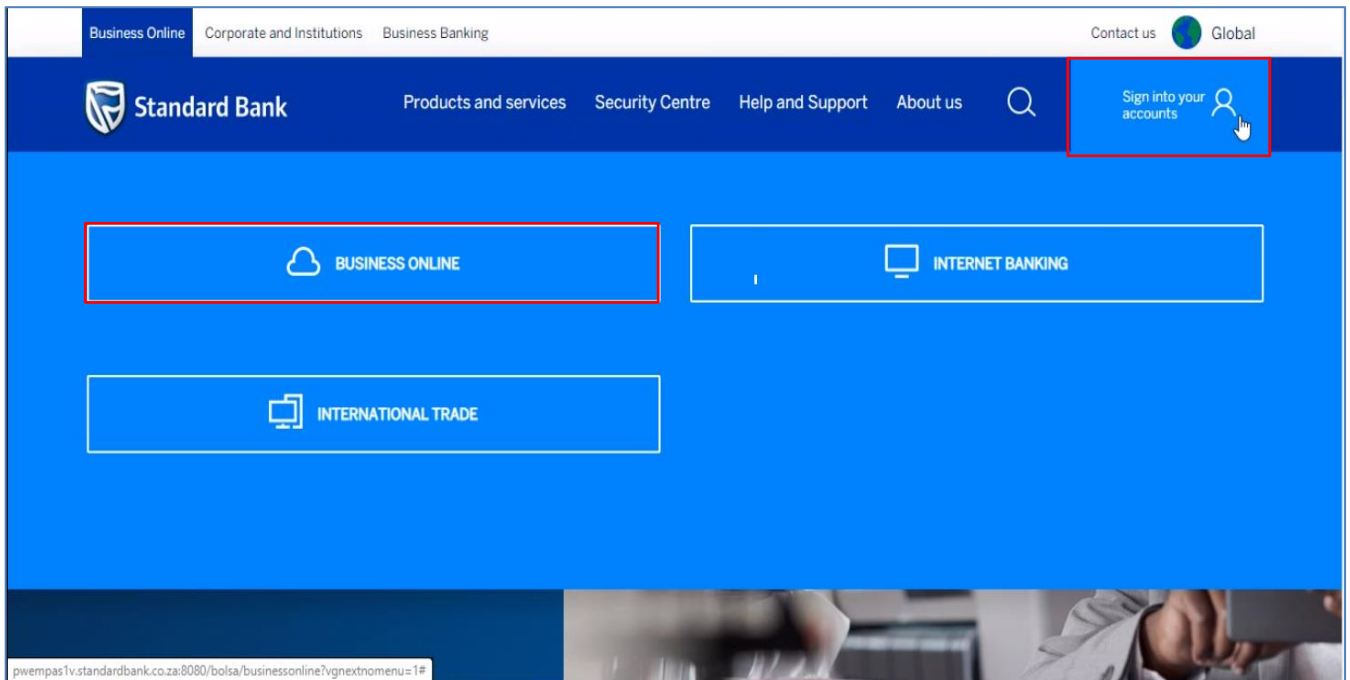 Business Online Corporate and Institutions Business Banking Contact us Global
Standard Bank Products and services Security Centre Help and Support About us Sign into your
accounts
BUSINESS ONLINE INTERNET BANKING
INTERNATIONAL TRADE
pwempas1v.standardbank.co.za:8080/bolsa/businessonline?vgnextnomenu=1#